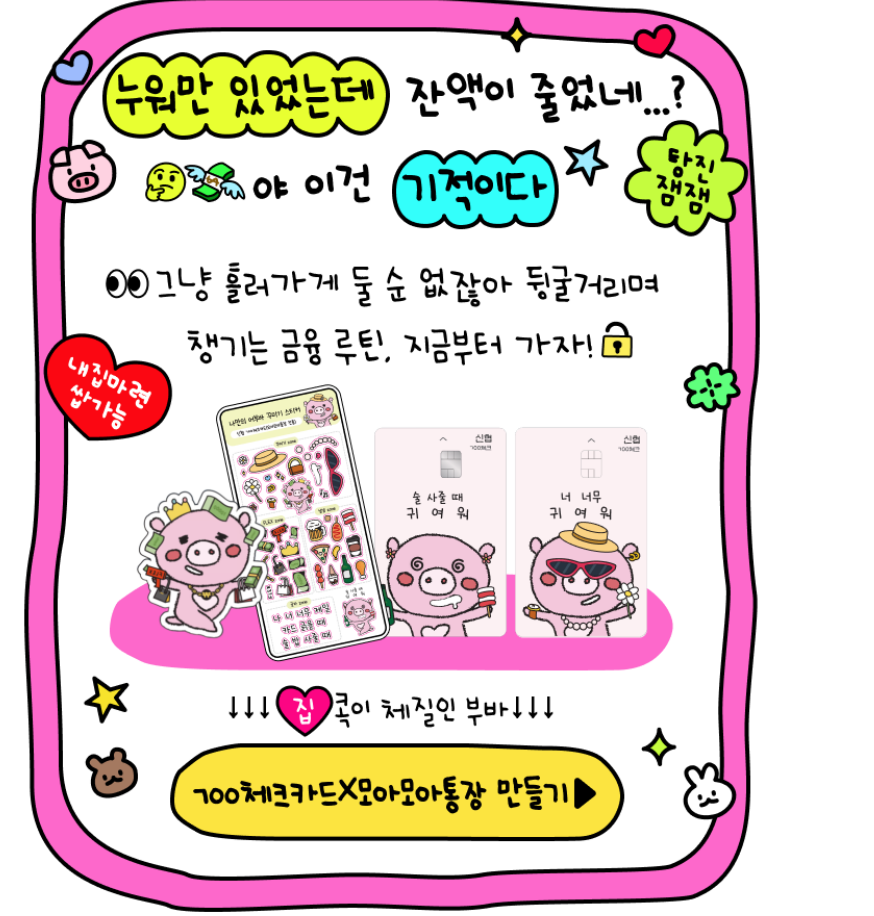 누워만 있었는데 잔액이 줄었네...?
야 이건 기적이다
탕진
잼잼
그냥 흘러가게 둘 순 없잖아 뒹굴거리며
챙기는 금융 루틴, 지금부터 가자!
내집마련
쌉가능
나만의 어부바 꾸미기 스티커
신협
700체크
술 사줄 때
귀 여 워
신협
700체크
너 너무
귀 여 워
나 너 너무 제일
카드 긁을 때
술 밥 사줄 때
↓↓↓ 집콕이 체질인 부바↓↓↓
700체크카드X모아모아통장 만들기▶